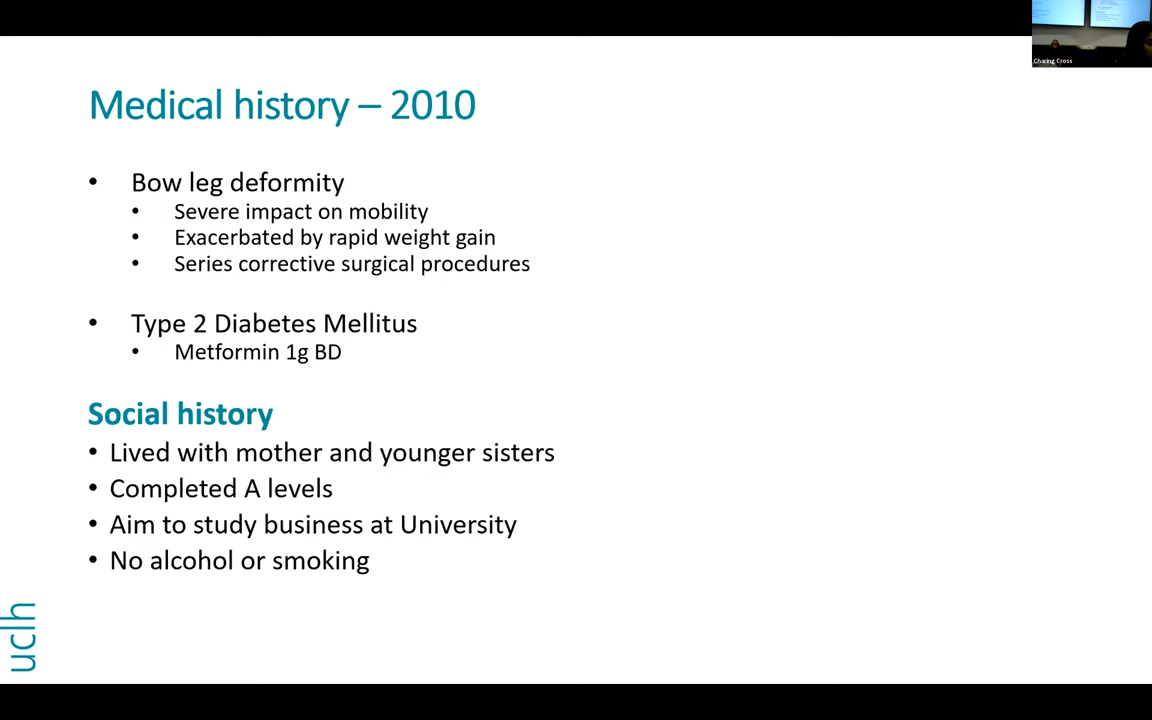 Charing Cross
Medical history – 2010
• Bow leg deformity
• Severe impact on mobility
• Exacerbated by rapid weight gain
• Series corrective surgical procedures
• Type 2 Diabetes Mellitus
• Metformin 1g BD
Social history
• Lived with mother and younger sisters
• Completed A levels
• Aim to study business at University
• No alcohol or smoking
uclh